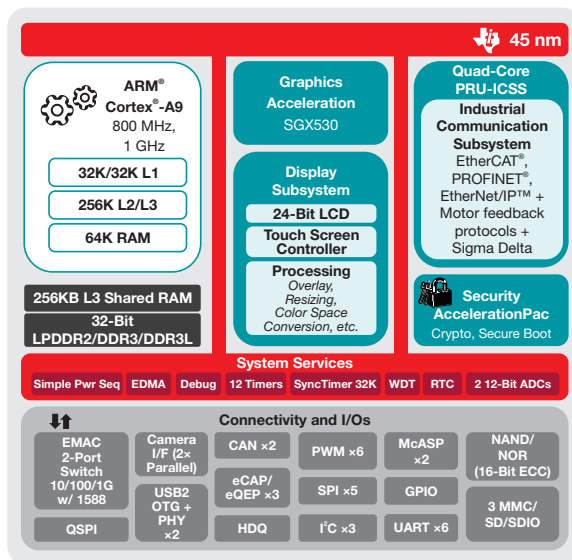 45 nm
ARM®
Cortex®-A9
800 MHz,
1 GHz
32K/32K L1
256K L2/L3
64K RAM
256KB L3 Shared RAM
32-Bit
LPDDR2/DDR3/DDR3L
Graphics
Acceleration
SGX530
Display
Subsystem
24-Bit LCD
Touch Screen
Controller
Processing
Overlay,
Resizing,
Color Space
Conversion, etc.
Quad-Core
PRU-ICSS
Industrial
Communication
Subsystem
EtherCAT®,
PROFINET®,
EtherNet/IP™ +
Motor feedback
protocols +
Sigma Delta
Security
AccelerationPac
Crypto, Secure Boot
System Services
Simple Pwr Seq
EDMA
Debug
12 Timers
SyncTimer 32K
WDT
RTC
2 12-Bit ADCs
Connectivity and I/Os
EMAC
2-Port
Switch
10/100/1G
w/ 1588
QSPI
Camera
I/F (2×
Parallel)
USB2
OTG +
PHY
×2
CAN ×2
eCAP/
eQEP ×3
HDQ
PWM ×6
SPI ×5
I²C ×3
McASP
×2
GPIO
UART ×6
NAND/
NOR
(16-Bit ECC)
3 MMC/
SD/SDIO